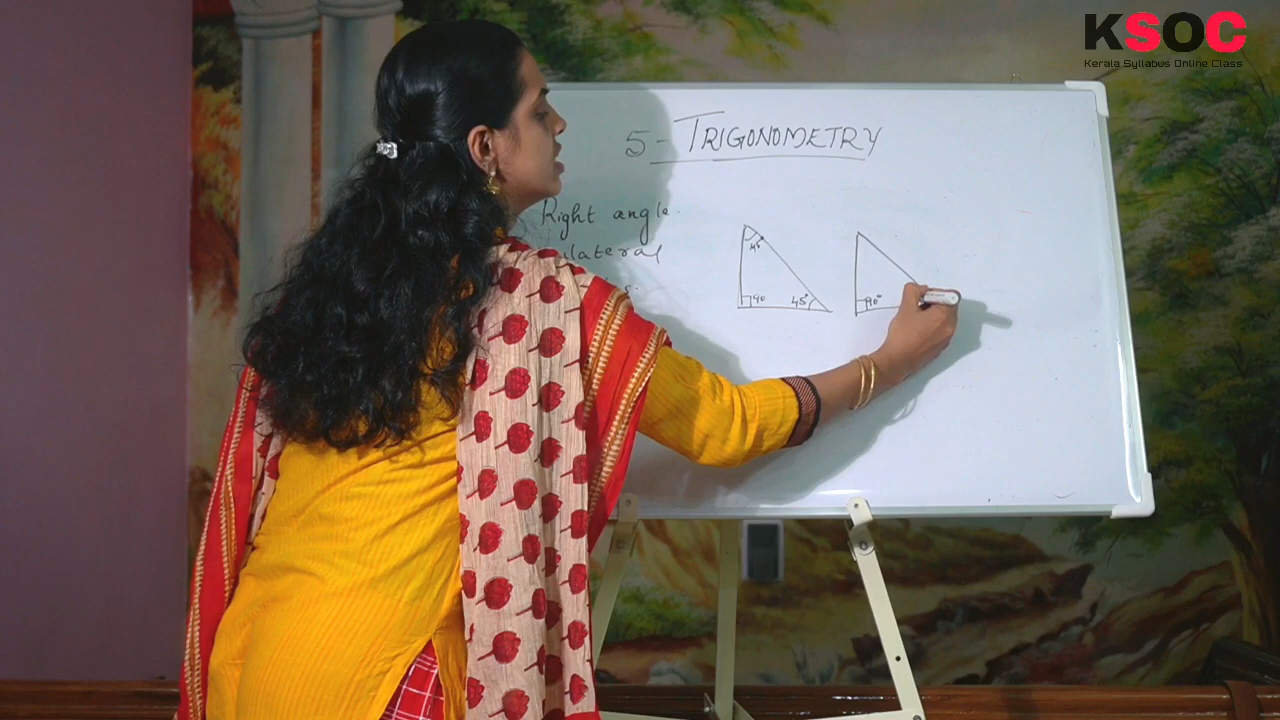 KSOC
Kerala Syllabus Online Class
5 - TRIGONOMETRY
Right angle.
45°
90
45°
90°